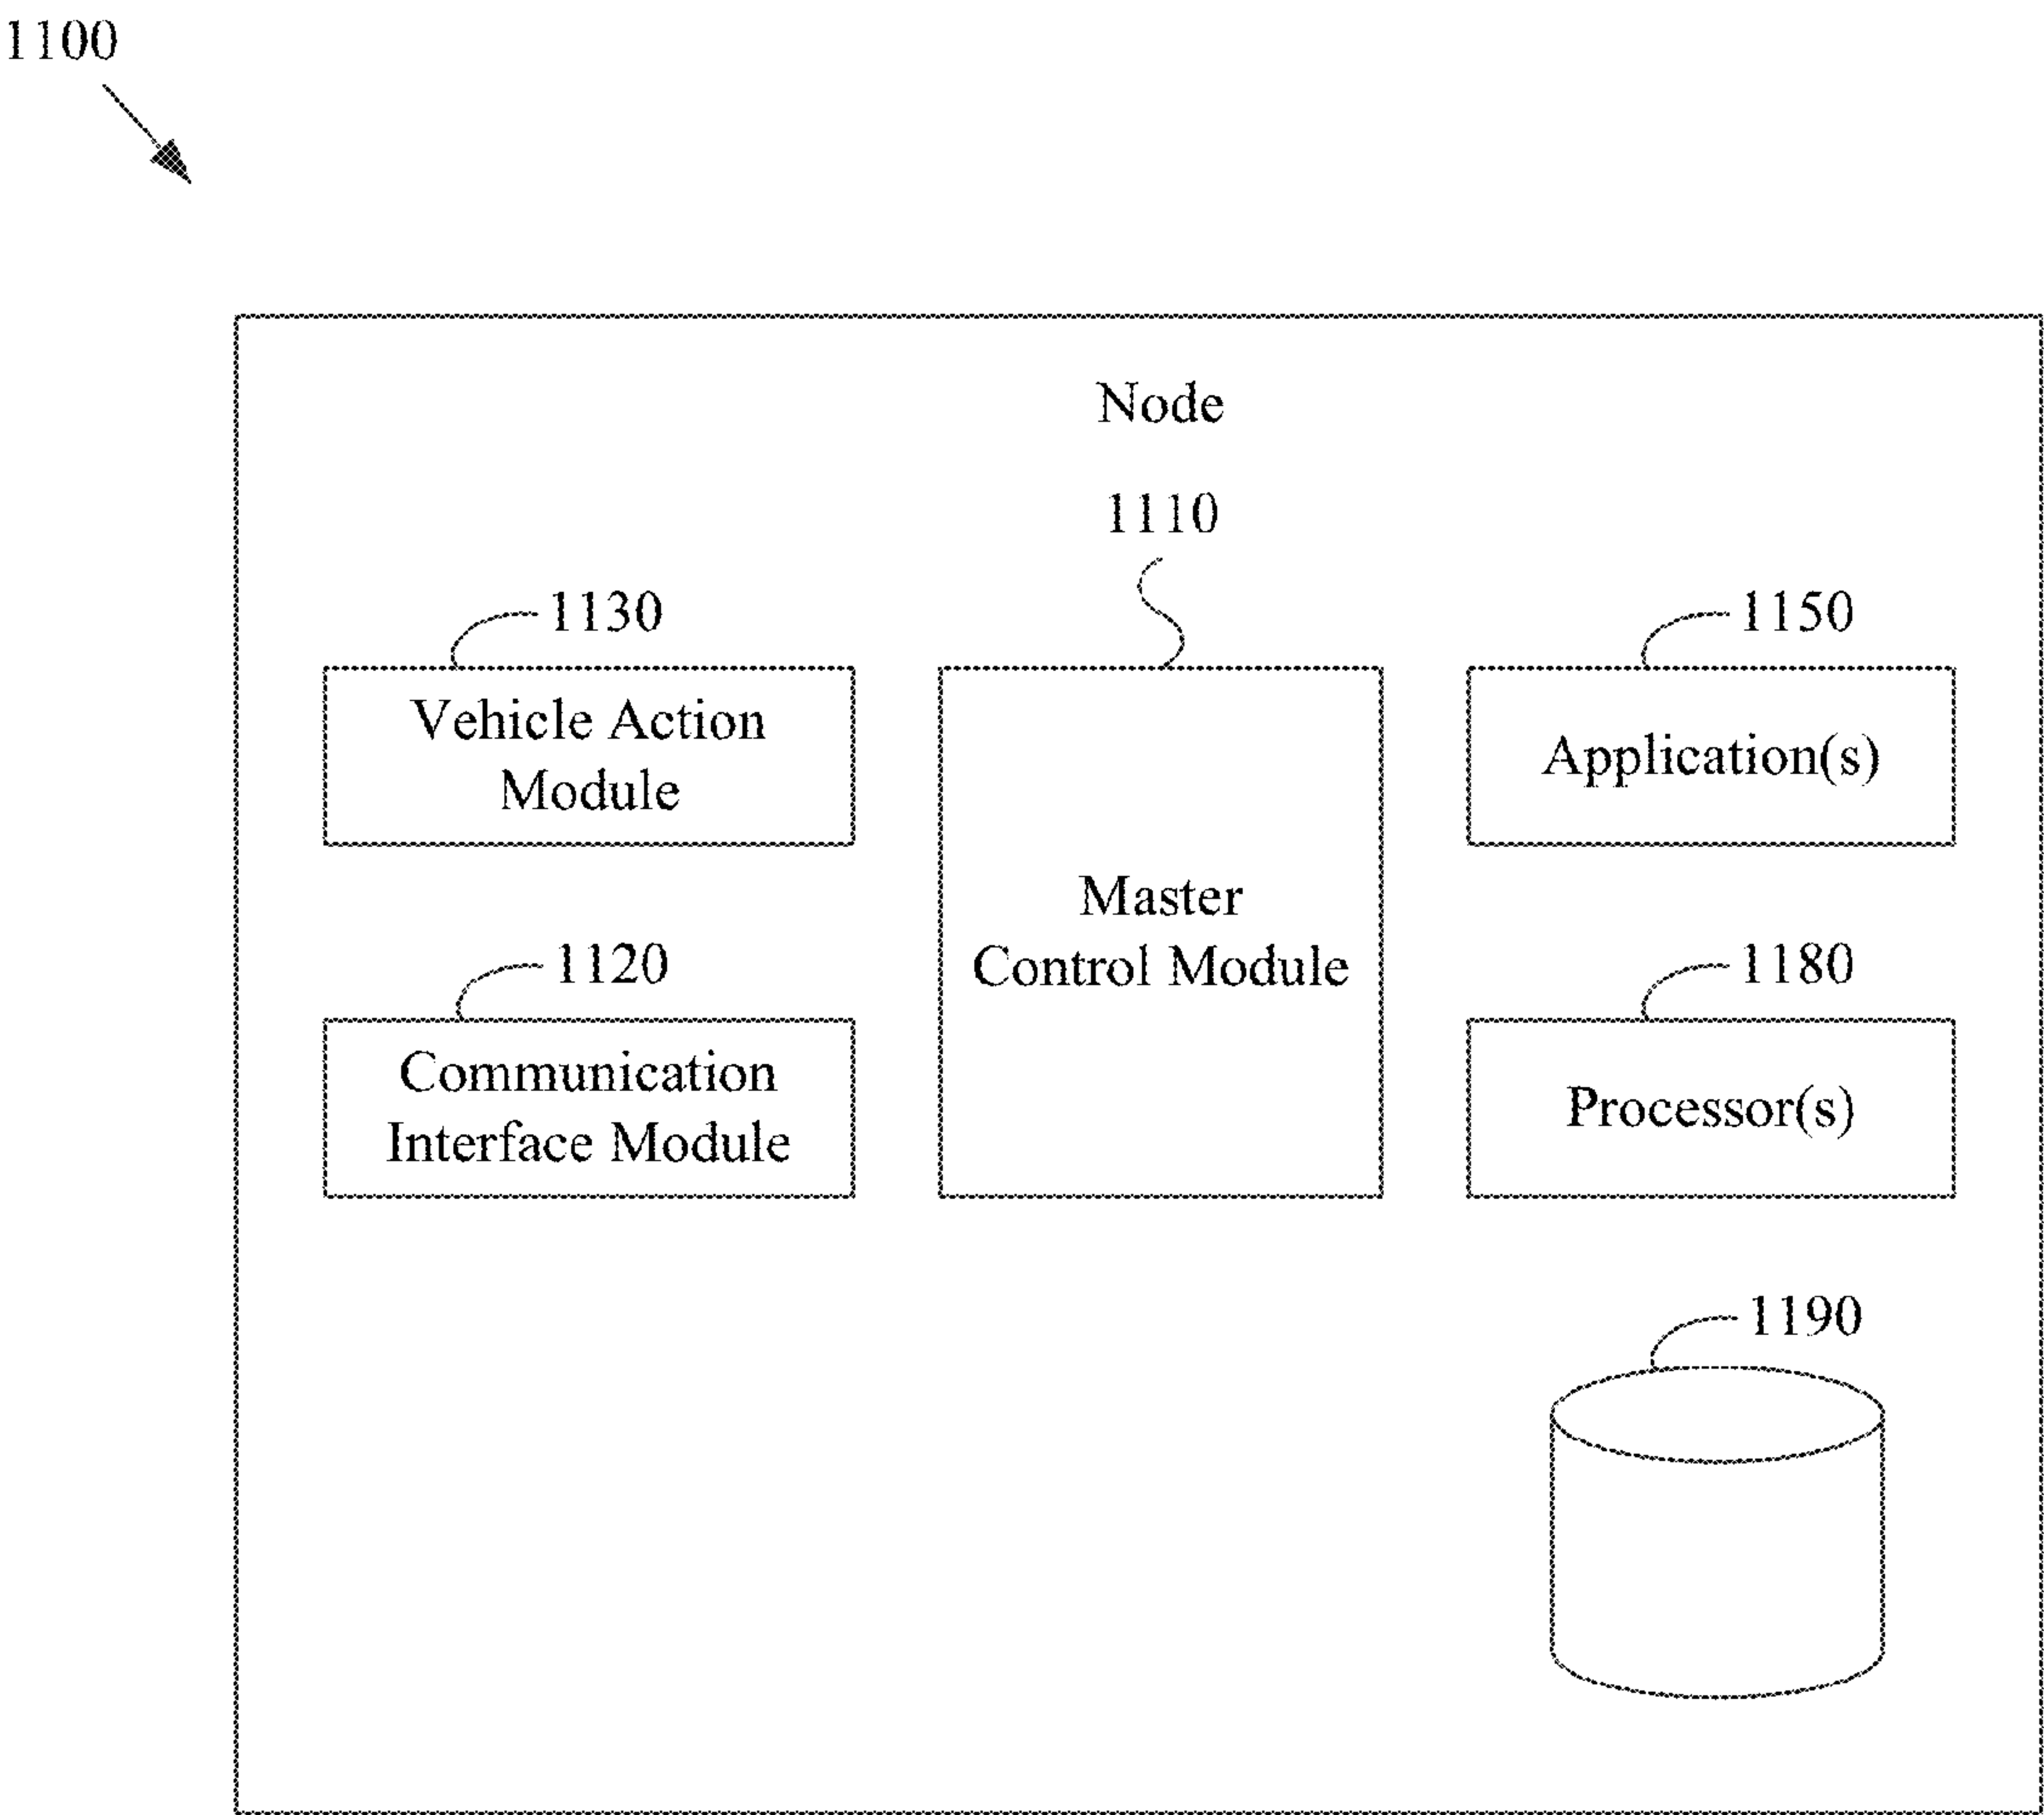 1100
Node
1110
1130
1150
Vehicle Action
Module
Application(s)
Master
Control Module
1120
1180
Communication
Interface Module
Processor(s)
1190